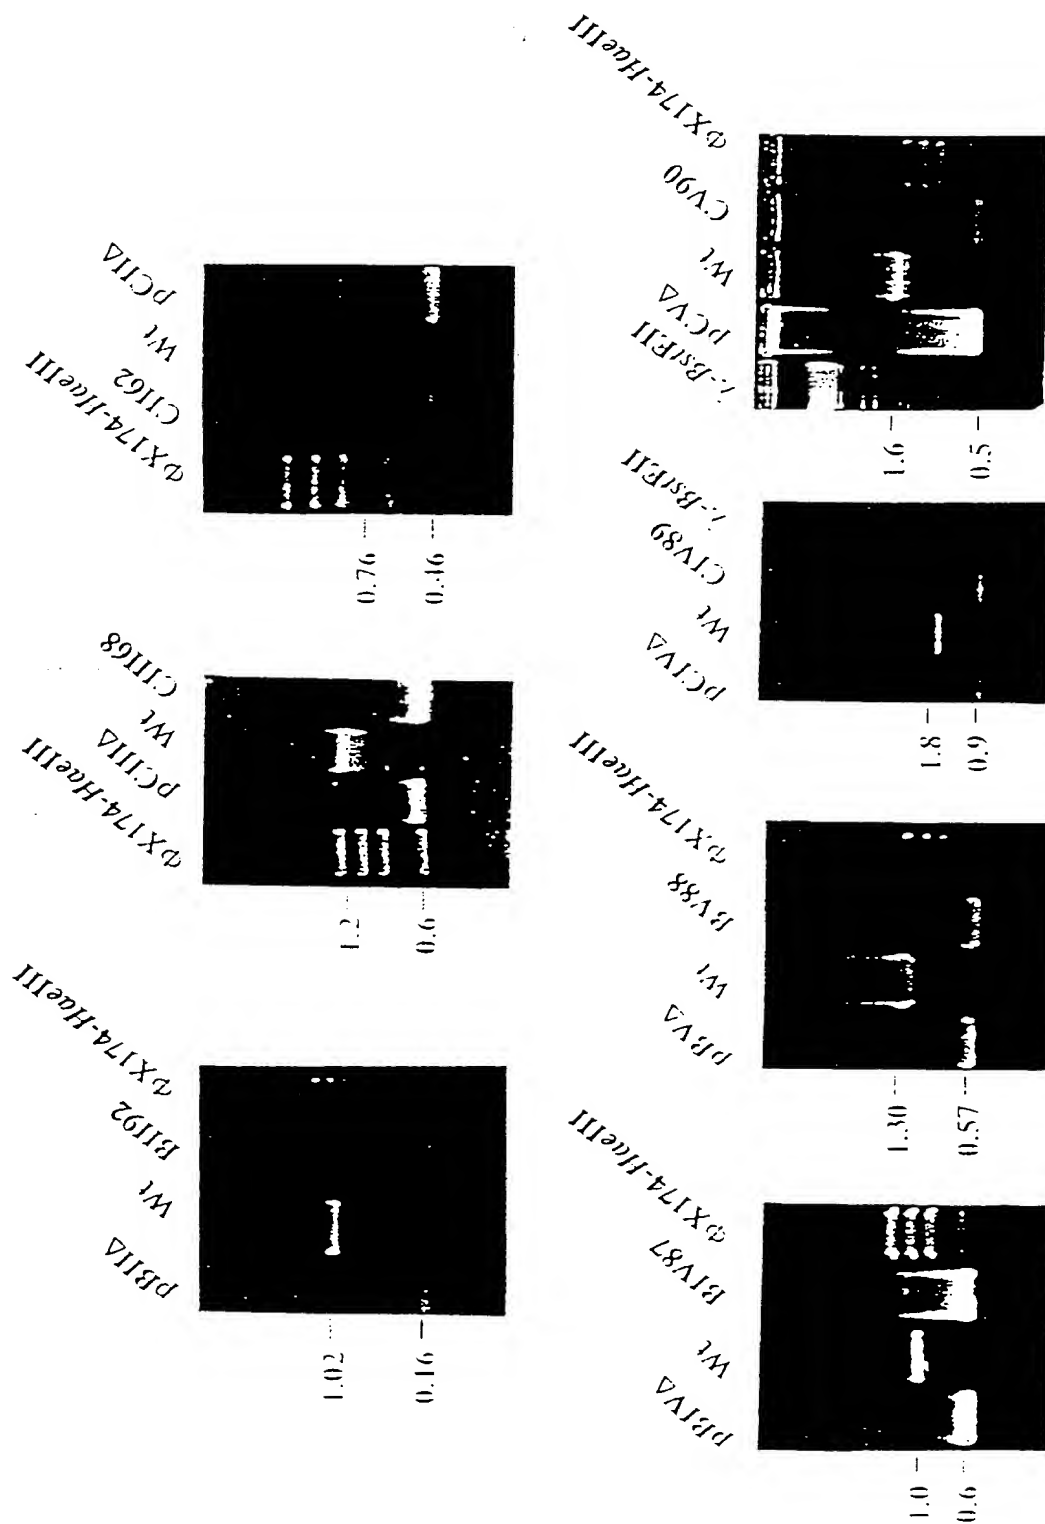 pBIIΔ
Wt
BII92
ΦX174-HaeIII
1.02
0.16
ΦX174-HaeIII
pCIIIΔ
Wt
CIII68
1.2
0.6
ΦX174-HaeIII
CII62
Wt
pCIIΔ
0.76
0.46
pBIVΔ
Wt
BIV87
ΦX174-HaeIII
1.0
0.6
pBVΔ
Wt
BV88
ΦX174-HaeIII
1.30
0.57
pCIVΔ
Wt
CIV89
λ-BstEII
1.8
0.9
λ-BstEII
pCVΔ
Wt
CV90
ΦX174-HaeIII
1.6
0.5